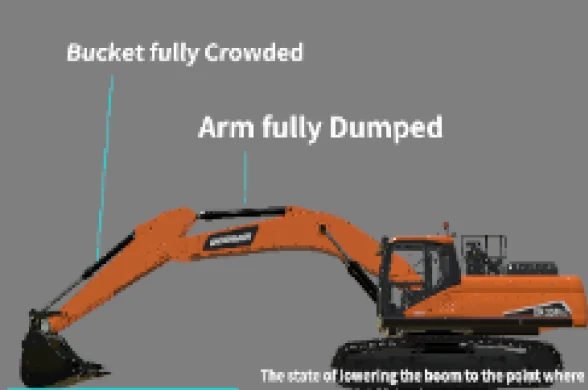 Bucket fully Crowded
Arm fully Dumped
The state of lowering the boom to the point where